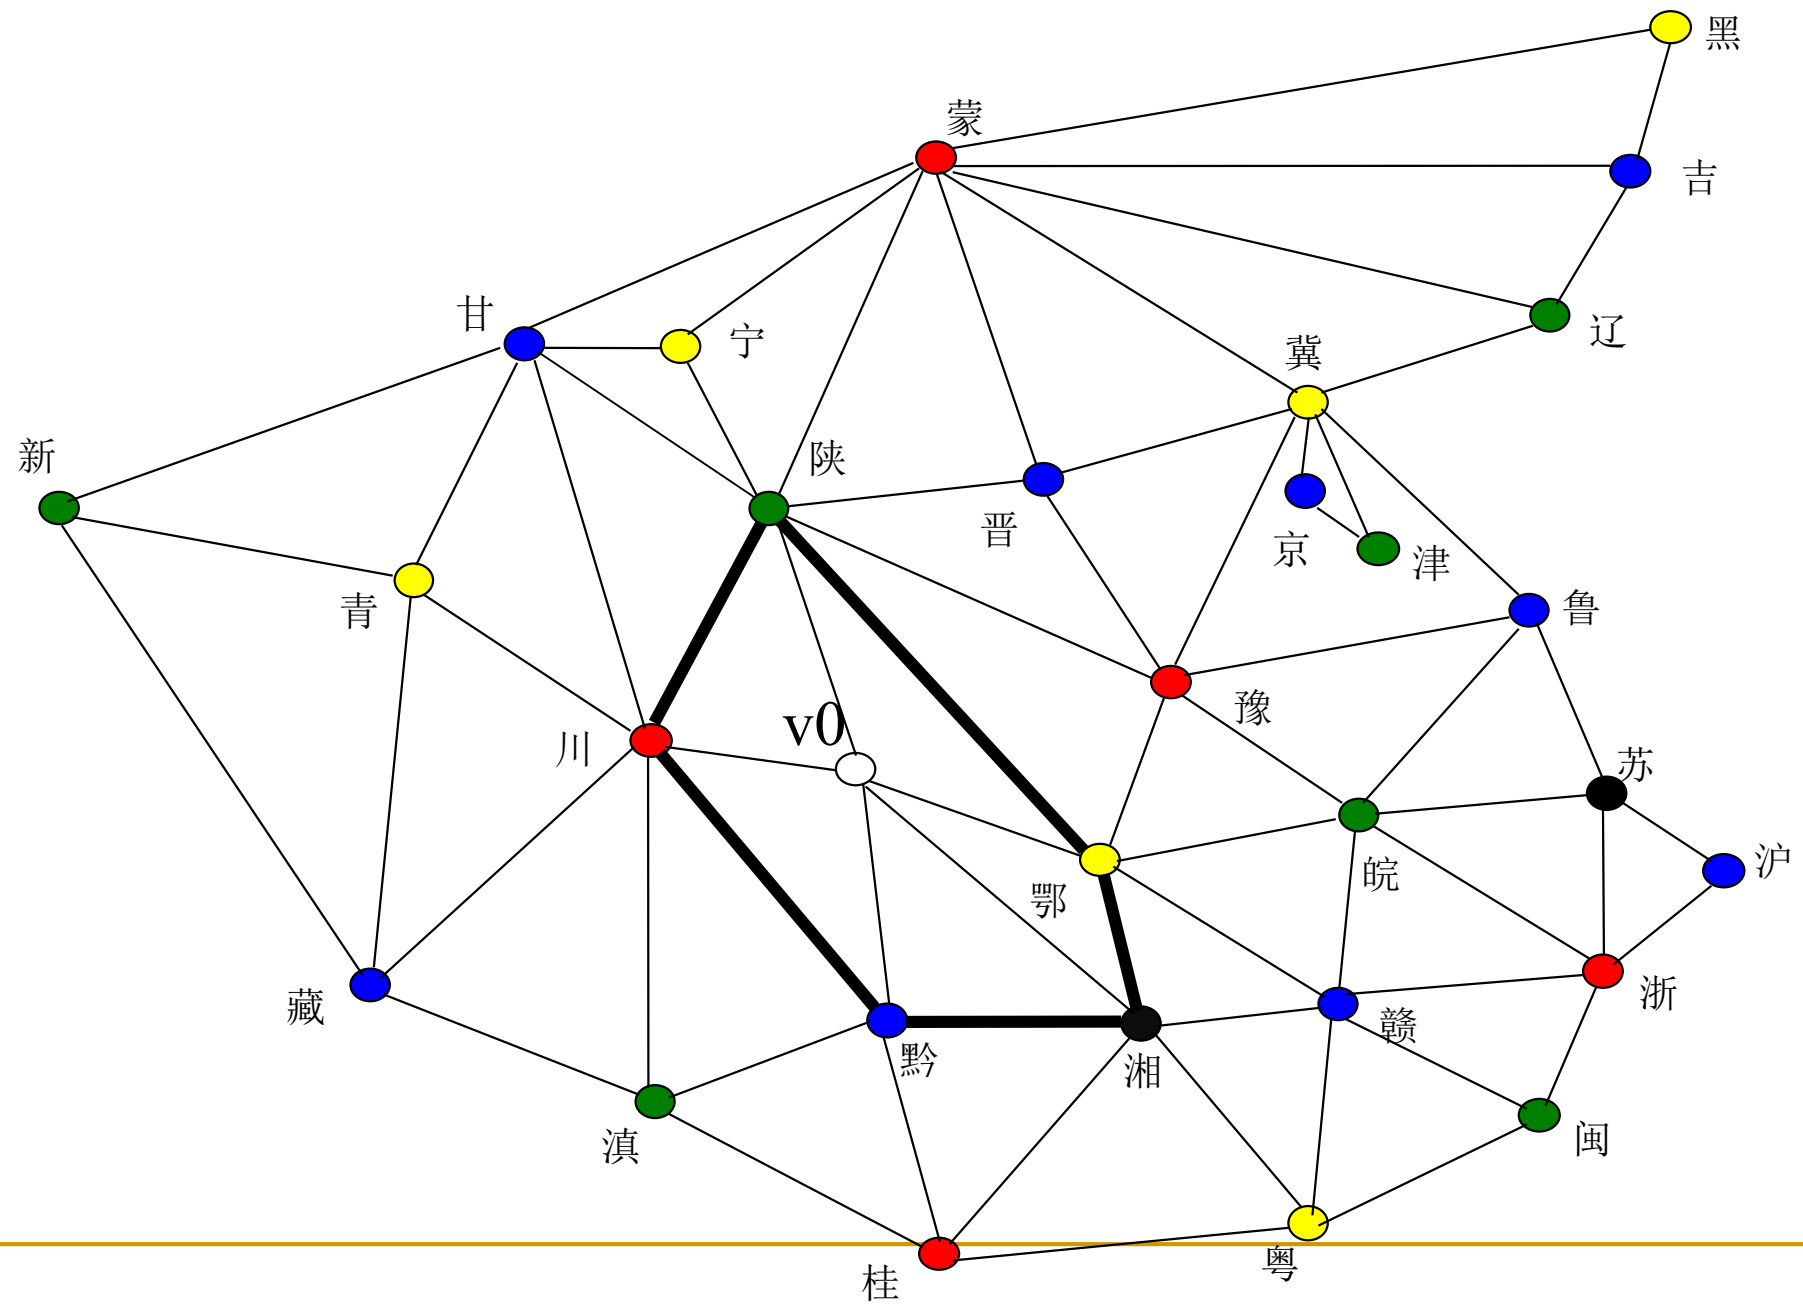 黑
蒙
吉
甘
宁
辽
冀
新
陕
晋
京
津
青
鲁
v0
豫
川
苏
沪
皖
鄂
藏
浙
赣
黔
湘
滇
闽
粤
桂